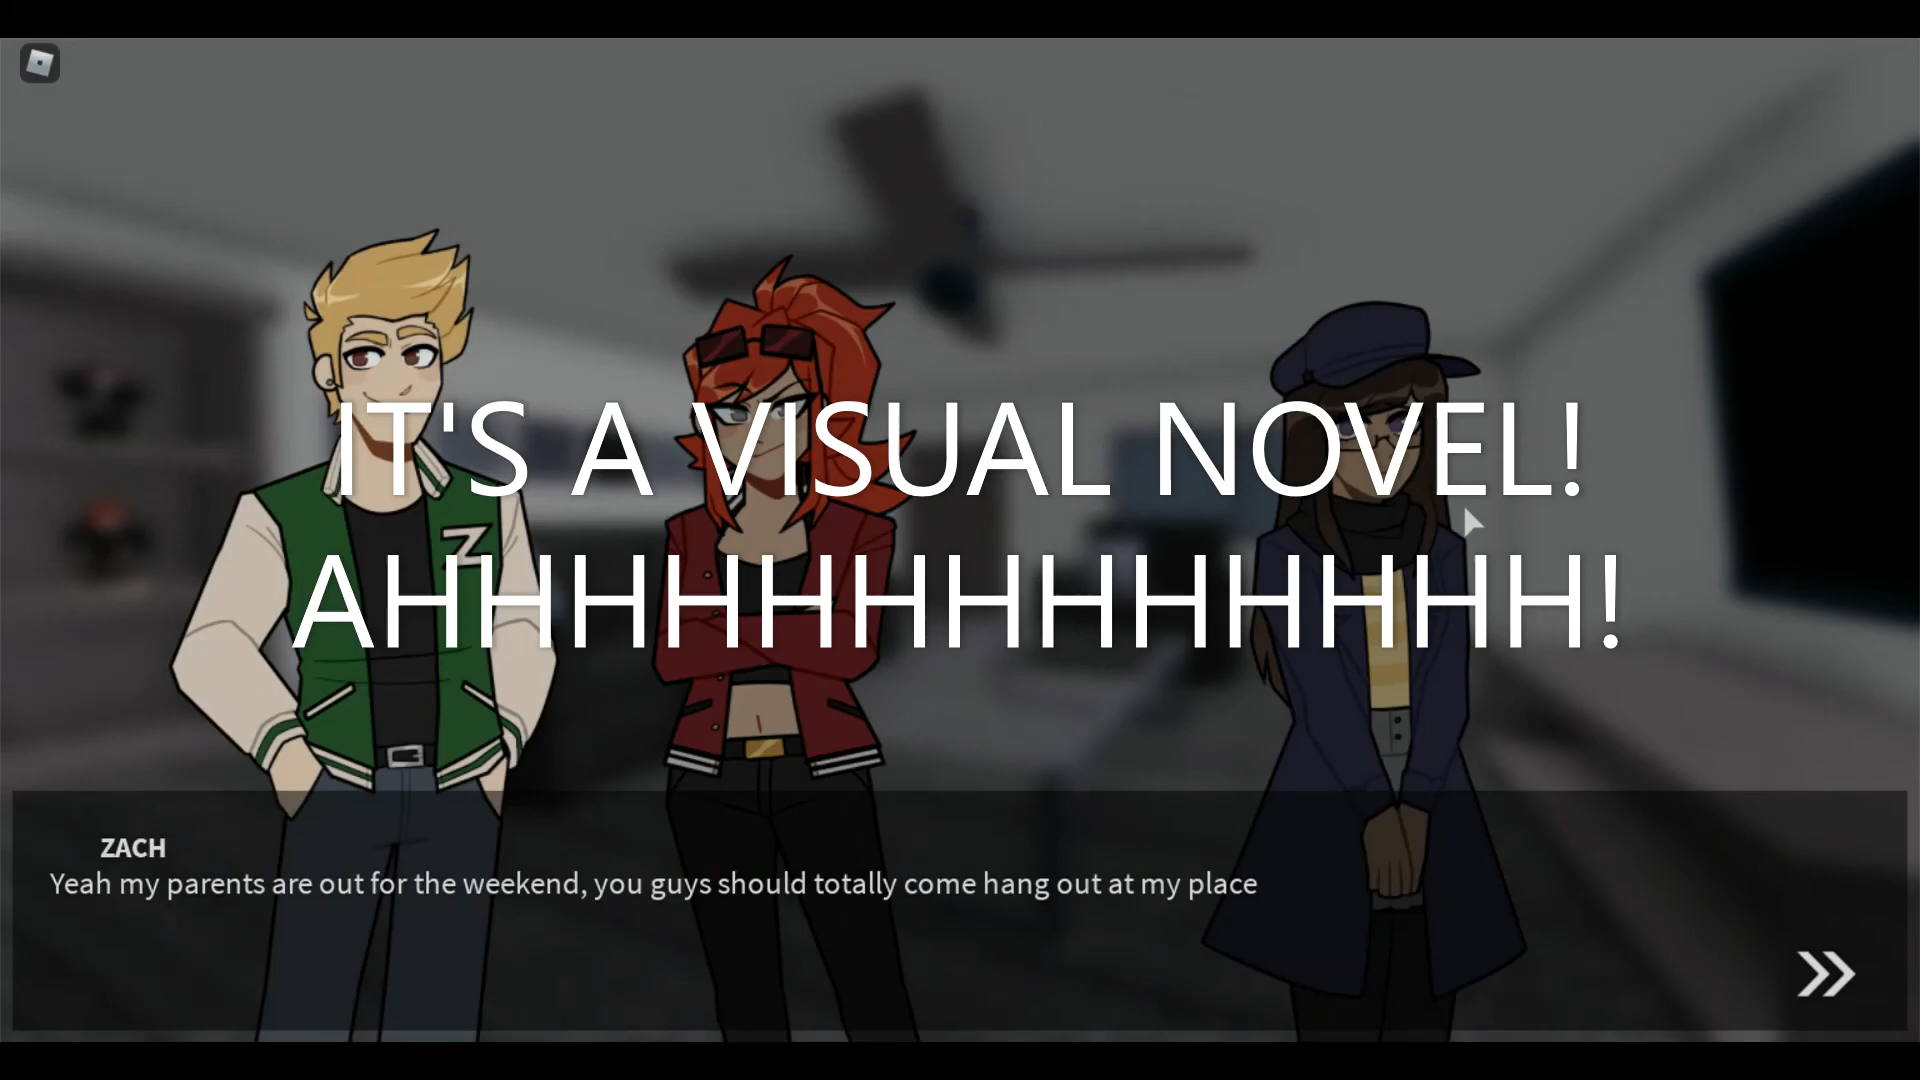 IT'S A VISUAL NOVEL!
AHHHHHHHHHHHHH!
Z
ZACH
Yeah my parents are out for the weekend, you guys should totally come hang out at my place